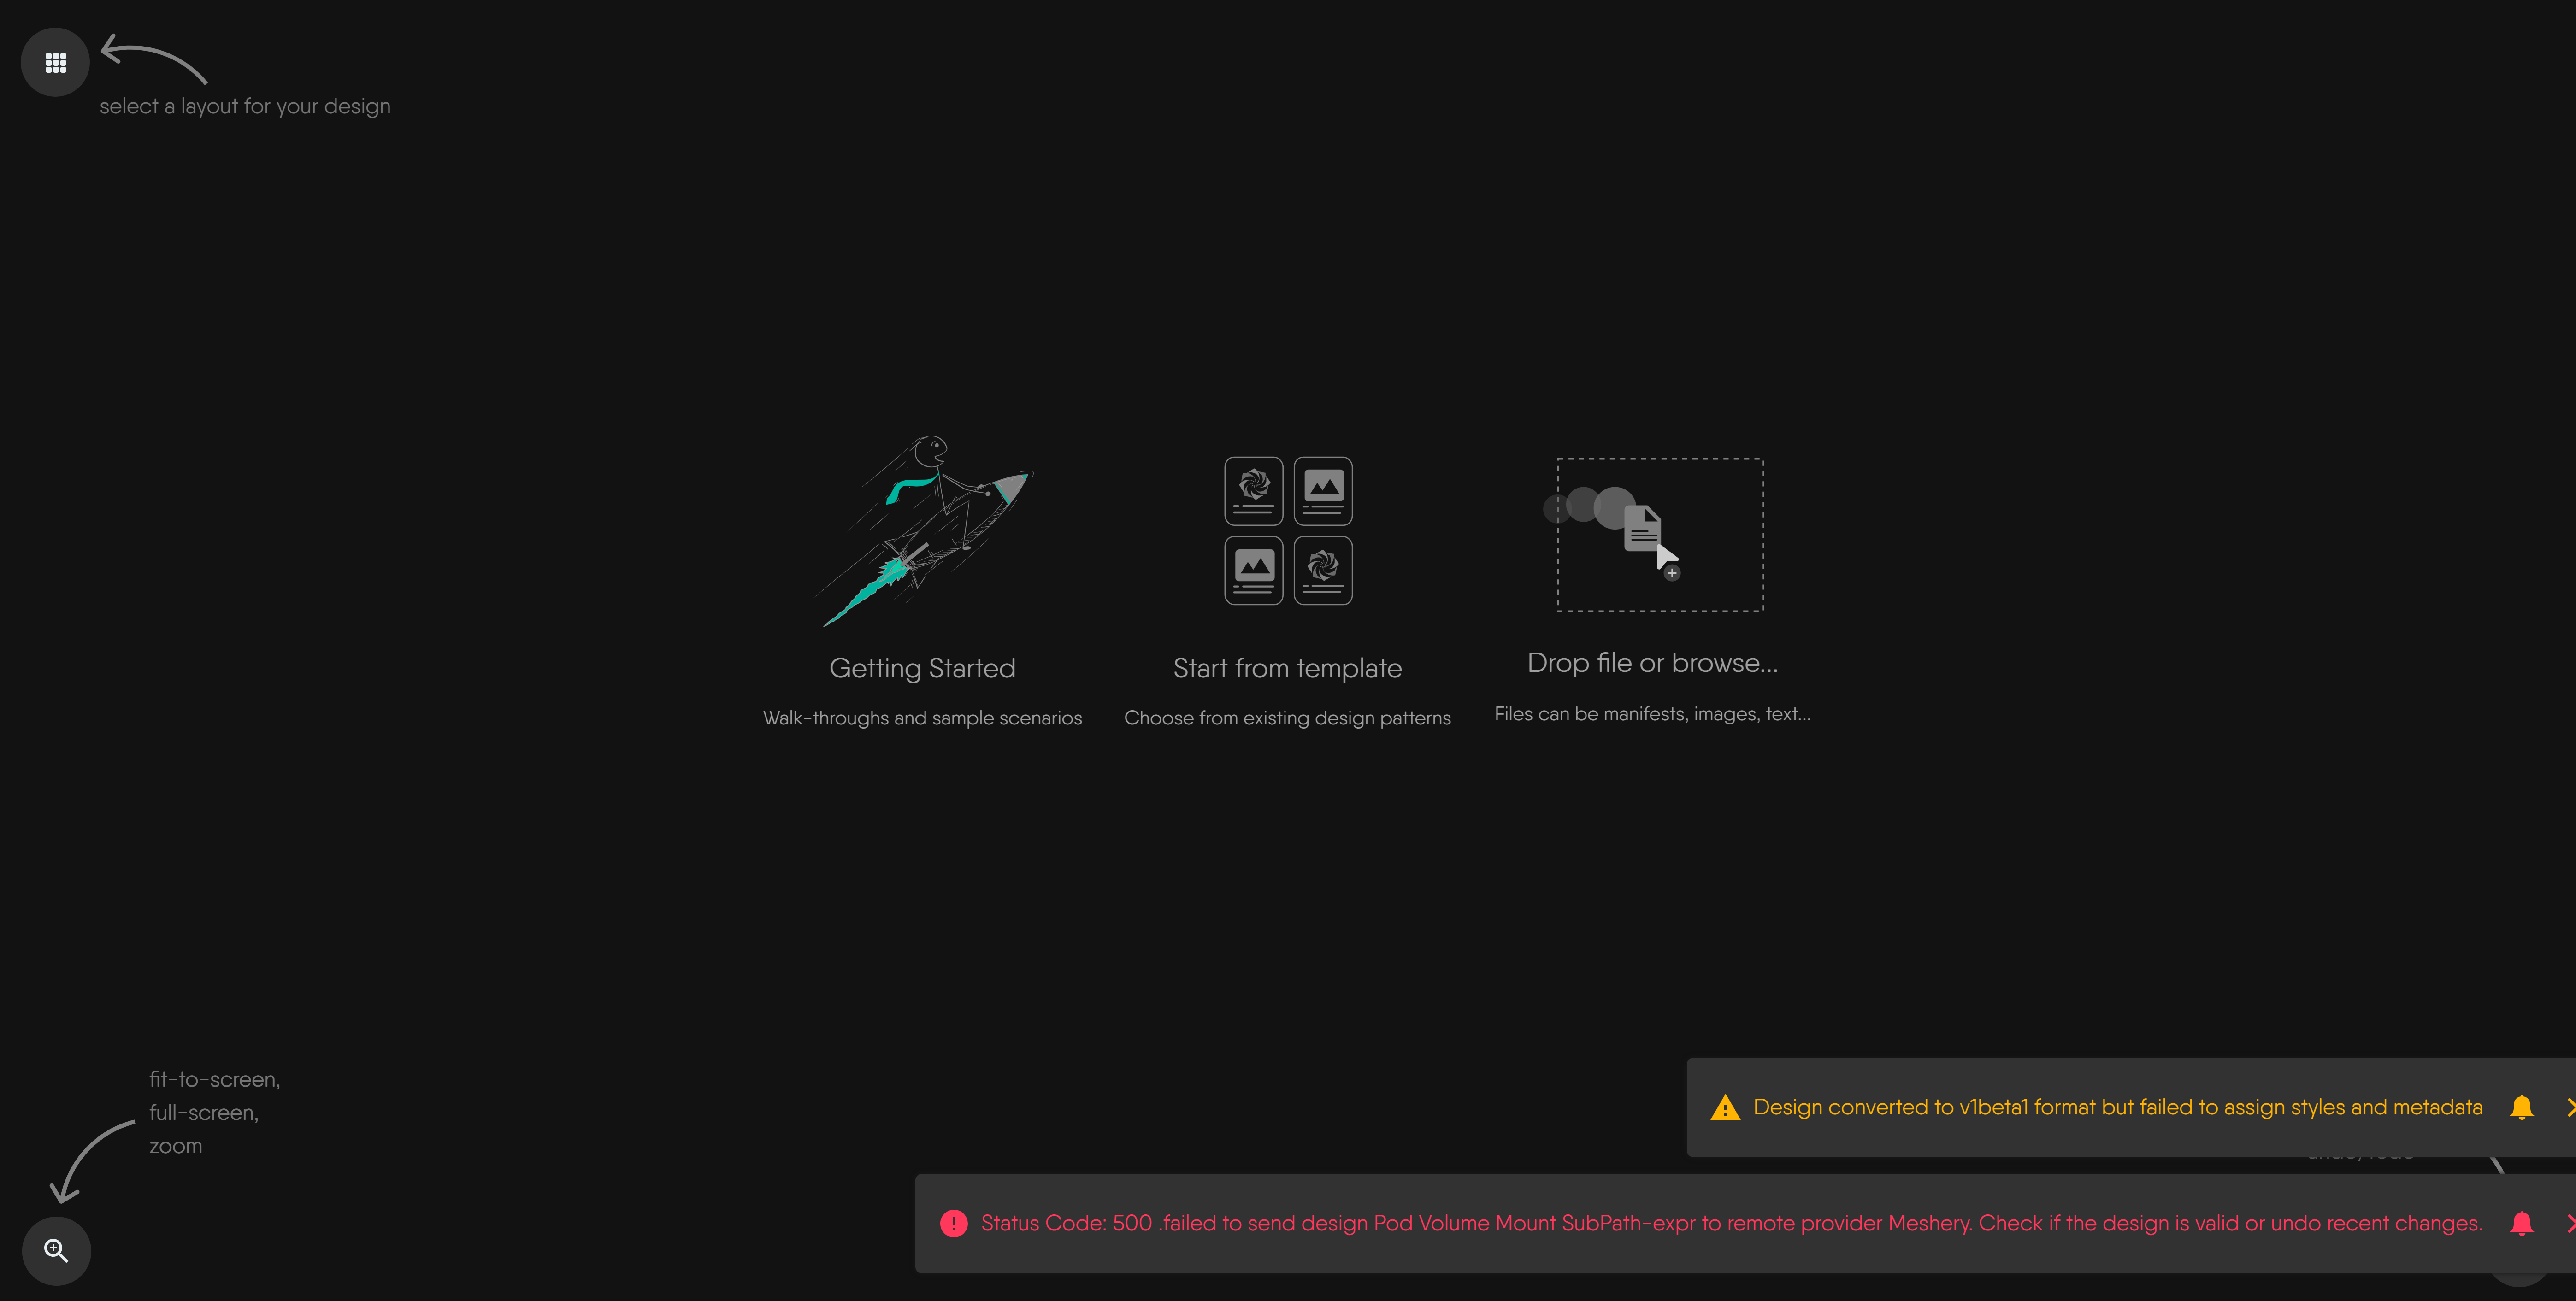 select a layout for your design
Getting Started
Walk-throughs and sample scenarios
Start from template
Choose from existing design patterns
Drop file or browse...
Files can be manifests, images, text...
fit-to-screen,
full-screen,
zoom
Design converted to v1beta1 format but failed to assign styles and metadata
Status Code: 500 .failed to send design Pod Volume Mount SubPath-expr to remote provider Meshery. Check if the design is valid or undo recent changes.